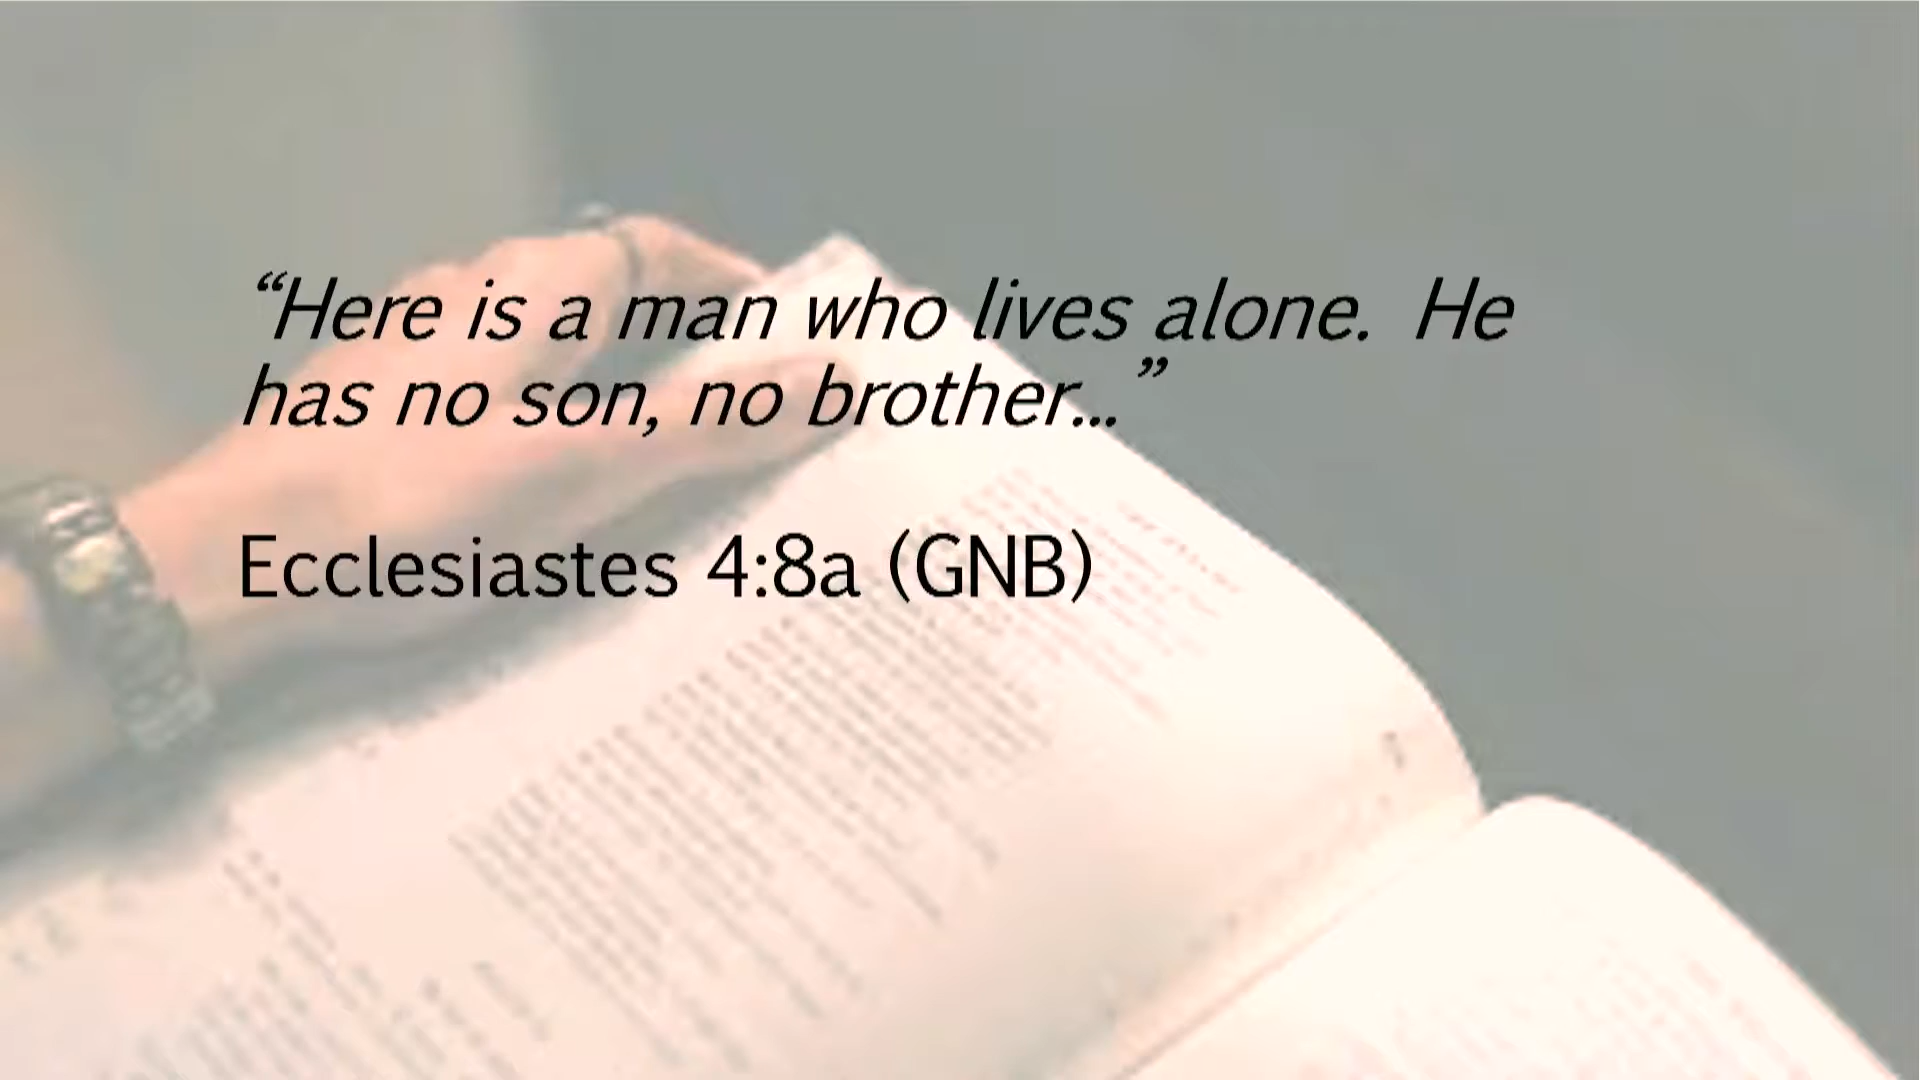 “Here is a man who lives alone.  He
has no son, no brother...”
Ecclesiastes 4:8a (GNB)